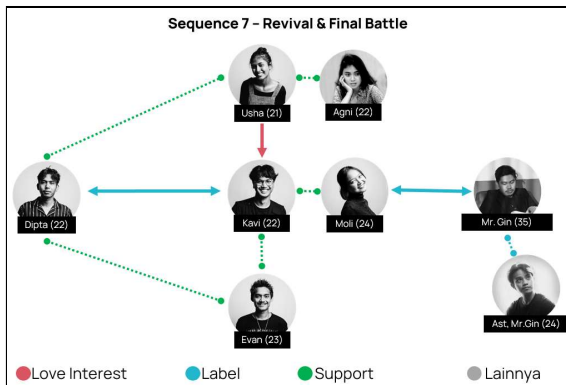 Sequence 7 – Revival & Final Battle
Usha (21)
Agni (22)
Dipta (22)
Kavi (22)
Moli (24)
Mr. Gin (35)
Evan (23)
Ast, Mr.Gin (24)
Love Interest
Label
Support
Lainnya